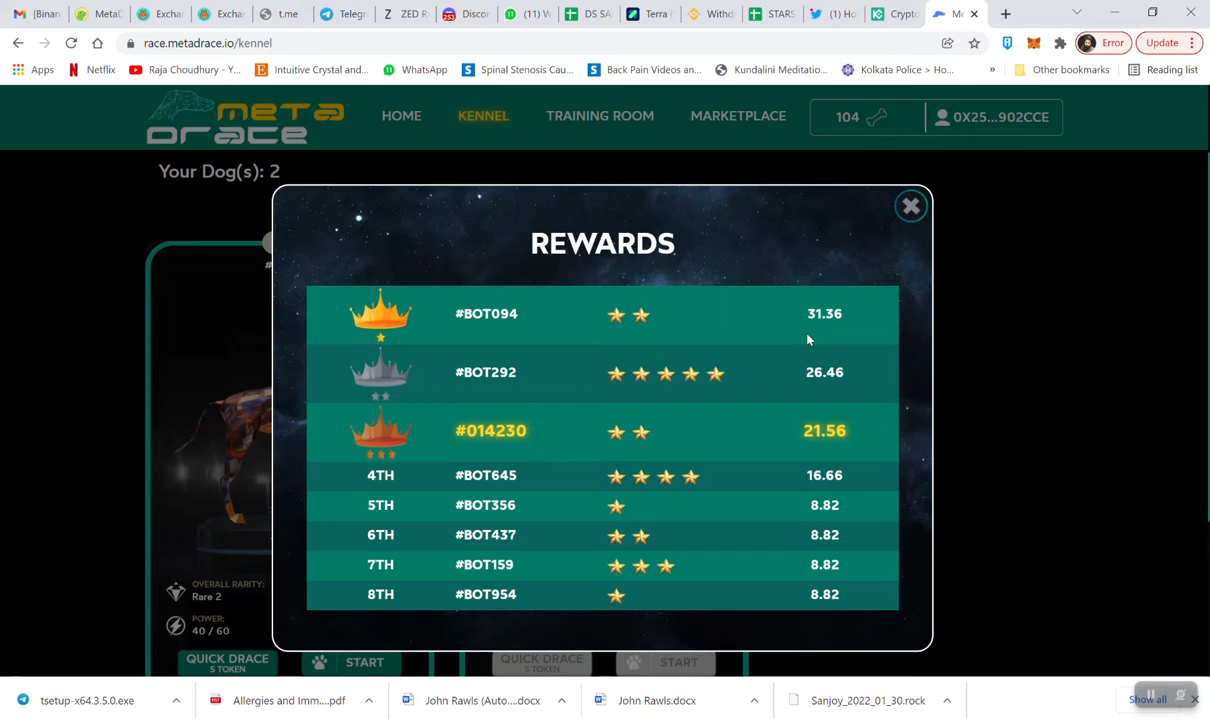 [Binan
MetaD
Excha
Excha
t.me
Telegr
ZED R
253 Discor
(11) W
DS SA
Terra (
Withd
STARS
(1) Ho
Crypto
Me
race.metadrace.io/kennel
Error
Update
Apps
Netflix
Raja Choudhury - Y...
Intuitive Crystal and...
WhatsApp
Spinal Stenosis Cau...
Back Pain Videos an...
Kundalini Meditatio...
Kolkata Police > Ho...
»
Other bookmarks
Reading list
META DRACE
HOME
KENNEL
TRAINING ROOM
MARKETPLACE
104
0X25...902CCE
Your Dog(s): 2
REWARDS
#BOT094 31.36
#BOT292 26.46
#014230 21.56
4TH #BOT645 16.66
5TH #BOT356 8.82
6TH #BOT437 8.82
7TH #BOT159 8.82
8TH #BOT954 8.82
OVERALL RARITY:
Rare 2
POWER:
40 / 60
QUICK DRACE
5 TOKEN
START
QUICK DRACE
5 TOKEN
START
tsetup-x64.3.5.0.exe
Allergies and Imm....pdf
John Rawls (Auto....docx
John Rawls.docx
Sanjoy_2022_01_30.rock
Show all